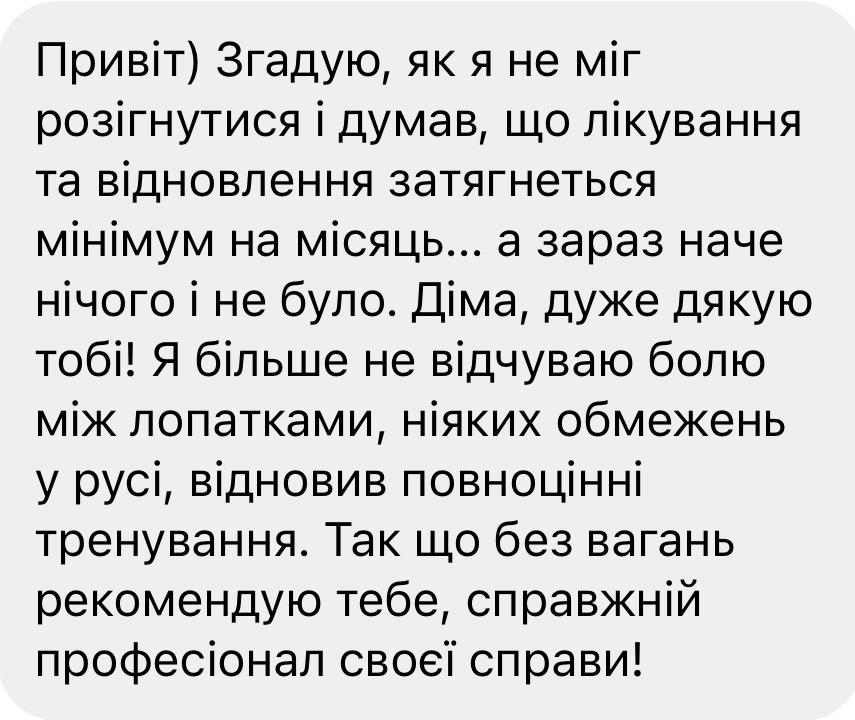 Привіт) Згадую, як я не міг
розігнутися і думав, що лікування
та відновлення затягнеться
мінімум на місяць... а зараз наче
нічого і не було. Діма, дуже дякую
тобі! Я більше не відчуваю болю
між лопатками, ніяких обмежень
у русі, відновив повноцінні
тренування. Так що без вагань
рекомендую тебе, справжній
професіонал своєї справи!